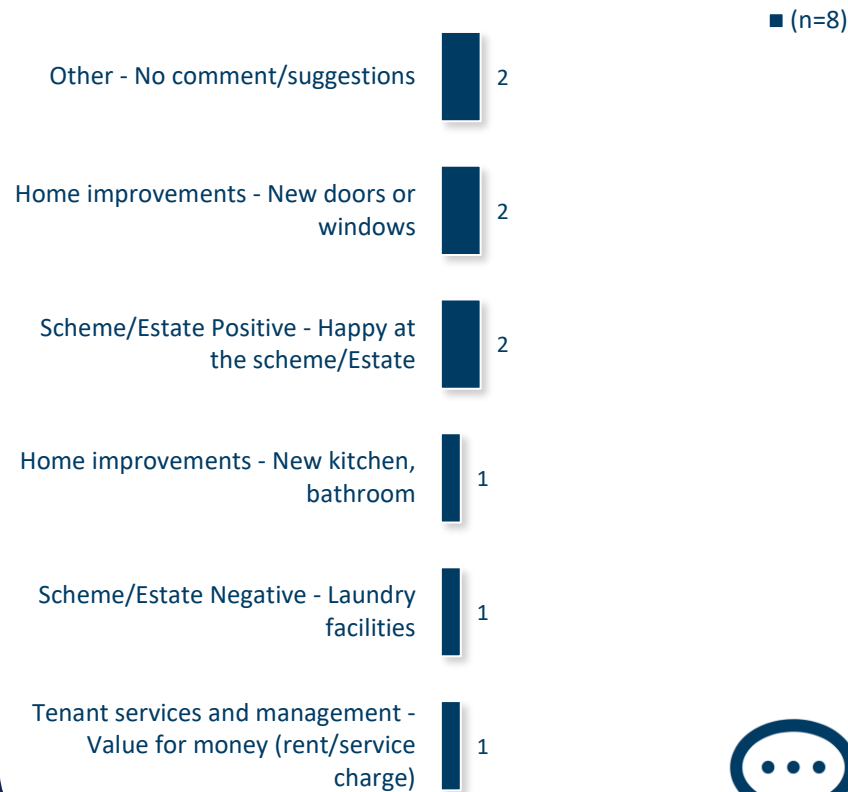 (n=8)
Other - No comment/suggestions
2
Home improvements - New doors or
windows
2
Scheme/Estate Positive - Happy at
the scheme/Estate
2
Home improvements - New kitchen,
bathroom
1
Scheme/Estate Negative - Laundry
facilities
1
Tenant services and management -
Value for money (rent/service
charge)
1